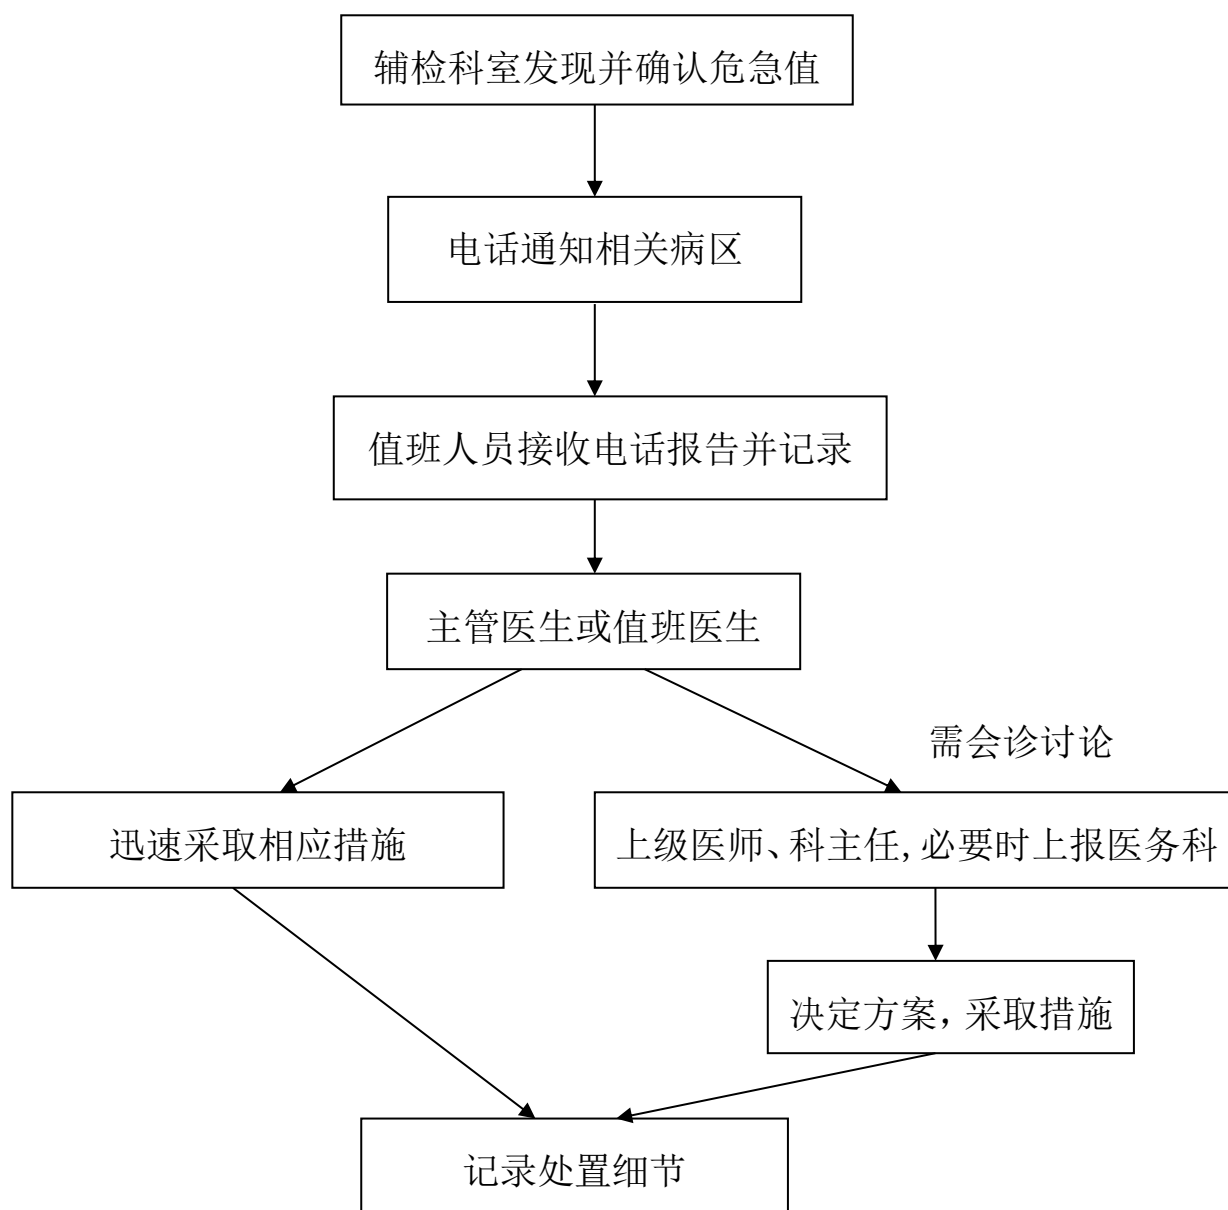 辅检科室发现并确认危急值
电话通知相关病区
值班人员接收电话报告并记录
主管医生或值班医生
需会诊讨论
迅速采取相应措施
上级医师、科主任,必要时上报医务科
决定方案，采取措施
记录处置细节